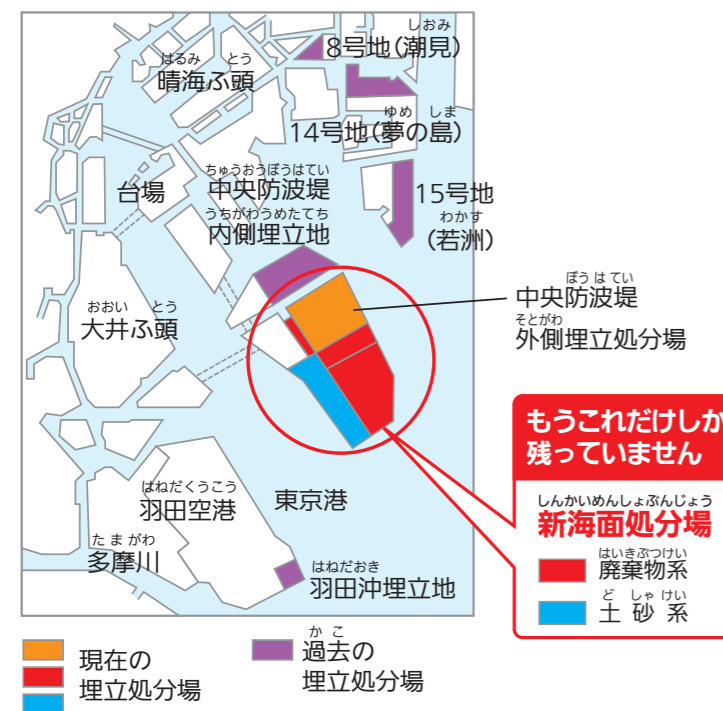 しおみ
8号地(潮見)
はるみ とう
晴海ふ頭
ゆめ しま
14号地(夢の島)
ちゅうおうぼうはてい
中央防波堤
うちがわうめたてち
内側埋立地
台場
15号地
わかす
(若洲)
ぼうはてい
中央防波堤
そとがわ
外側埋立処分場
おおい とう
大井ふ頭
もうこれだけしか
残っていません
しんかいめんしょぶんじょう
新海面処分場
はいきぶつけい
廃棄物系
ど しゃ けい
土砂系
はねだくうこう
羽田空港
東京港
たまがわ
多摩川
はねだおき
羽田沖埋立地
現在の
埋立処分場
かこ
過去の
埋立処分場